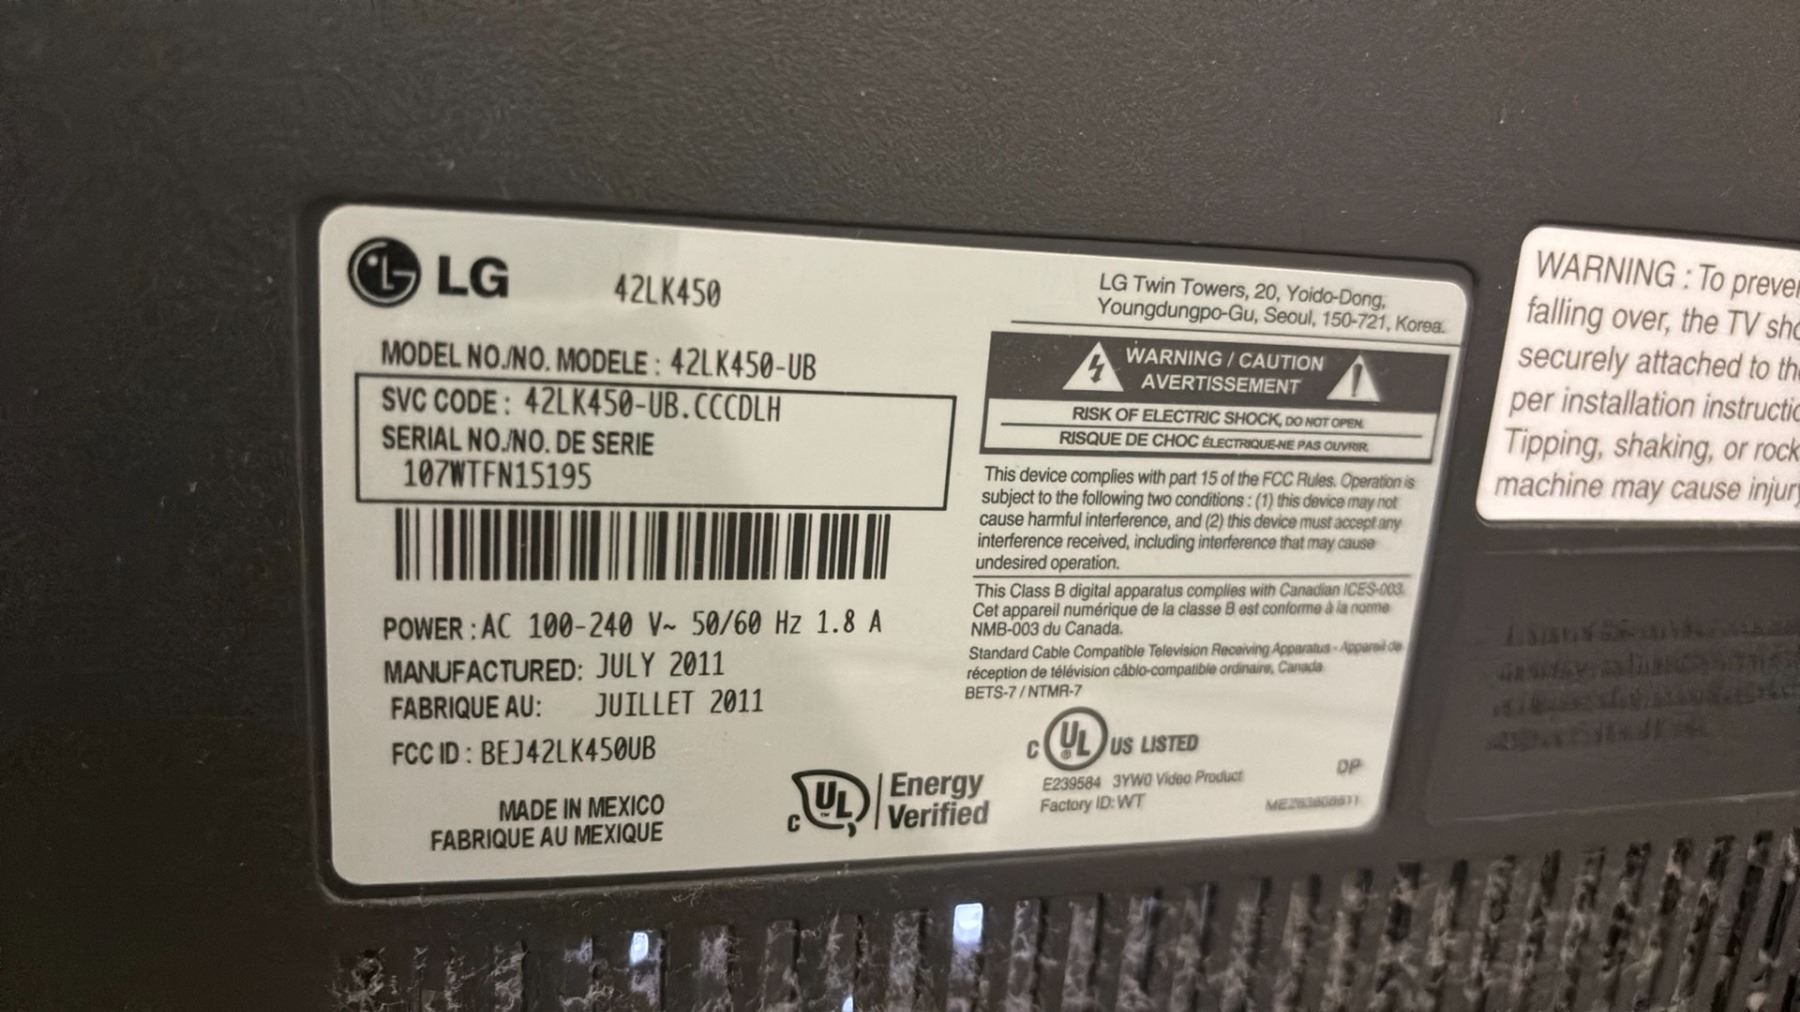 LG 42LK450
MODEL NO./NO. MODELE : 42LK450-UB
SVC CODE : 42LK450-UB.CCCDLH
SERIAL NO./NO. DE SERIE
107WTFN15195
POWER : AC 100-240 V~ 50/60 Hz 1.8 A
MANUFACTURED: JULY 2011
FABRIQUE AU: JUILLET 2011
FCC ID : BEJ42LK450UB
MADE IN MEXICO
FABRIQUE AU MEXIQUE
C UL
Energy
Verified
LG Twin Towers, 20, Yoido-Dong,
Youngdungpo-Gu, Seoul, 150-721, Korea.
WARNING / CAUTION
AVERTISSEMENT
RISK OF ELECTRIC SHOCK, DO NOT OPEN.
RISQUE DE CHOC ÉLECTRIQUE-NE PAS OUVRIR.
This device complies with part 15 of the FCC Rules. Operation is
subject to the following two conditions : (1) this device may not
cause harmful interference, and (2) this device must accept any
interference received, including interference that may cause
undesired operation.
This Class B digital apparatus complies with Canadian ICES-003.
Cet appareil numérique de la classe B est conforme à la norme
NMB-003 du Canada.
Standard Cable Compatible Television Receiving Apparatus - Appareil de
réception de télévision câblo-compatible ordinaire, Canada
BETS-7 / NTMR-7
C UL ® US LISTED
E239584 3YW0 Video Product
Factory ID: WT
DP
WARNING : To preve
falling over, the TV sho
securely attached to the
per installation instructio
Tipping, shaking, or rock
machine may cause injury